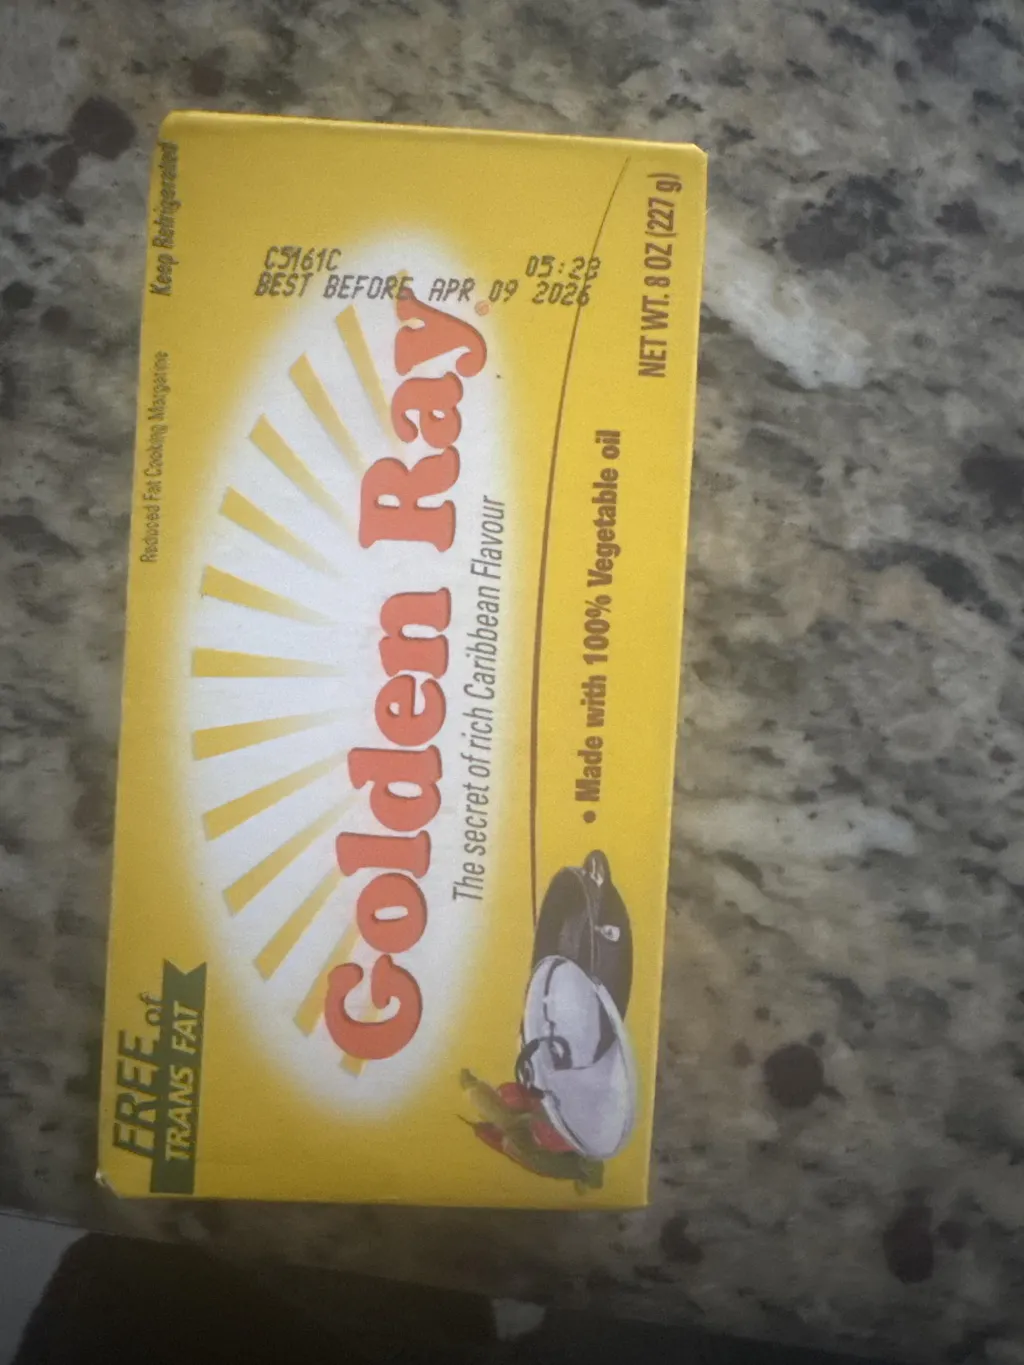 Reduced Fat Cooking Margarine
Keep Refrigerated
FREE of
TRANS FAT
C5161C 05:28
BEST BEFORE APR 09 2026
Golden Ray®
The secret of rich Caribbean Flavour
• Made with 100% Vegetable oil
NET WT. 8 OZ (227 g)